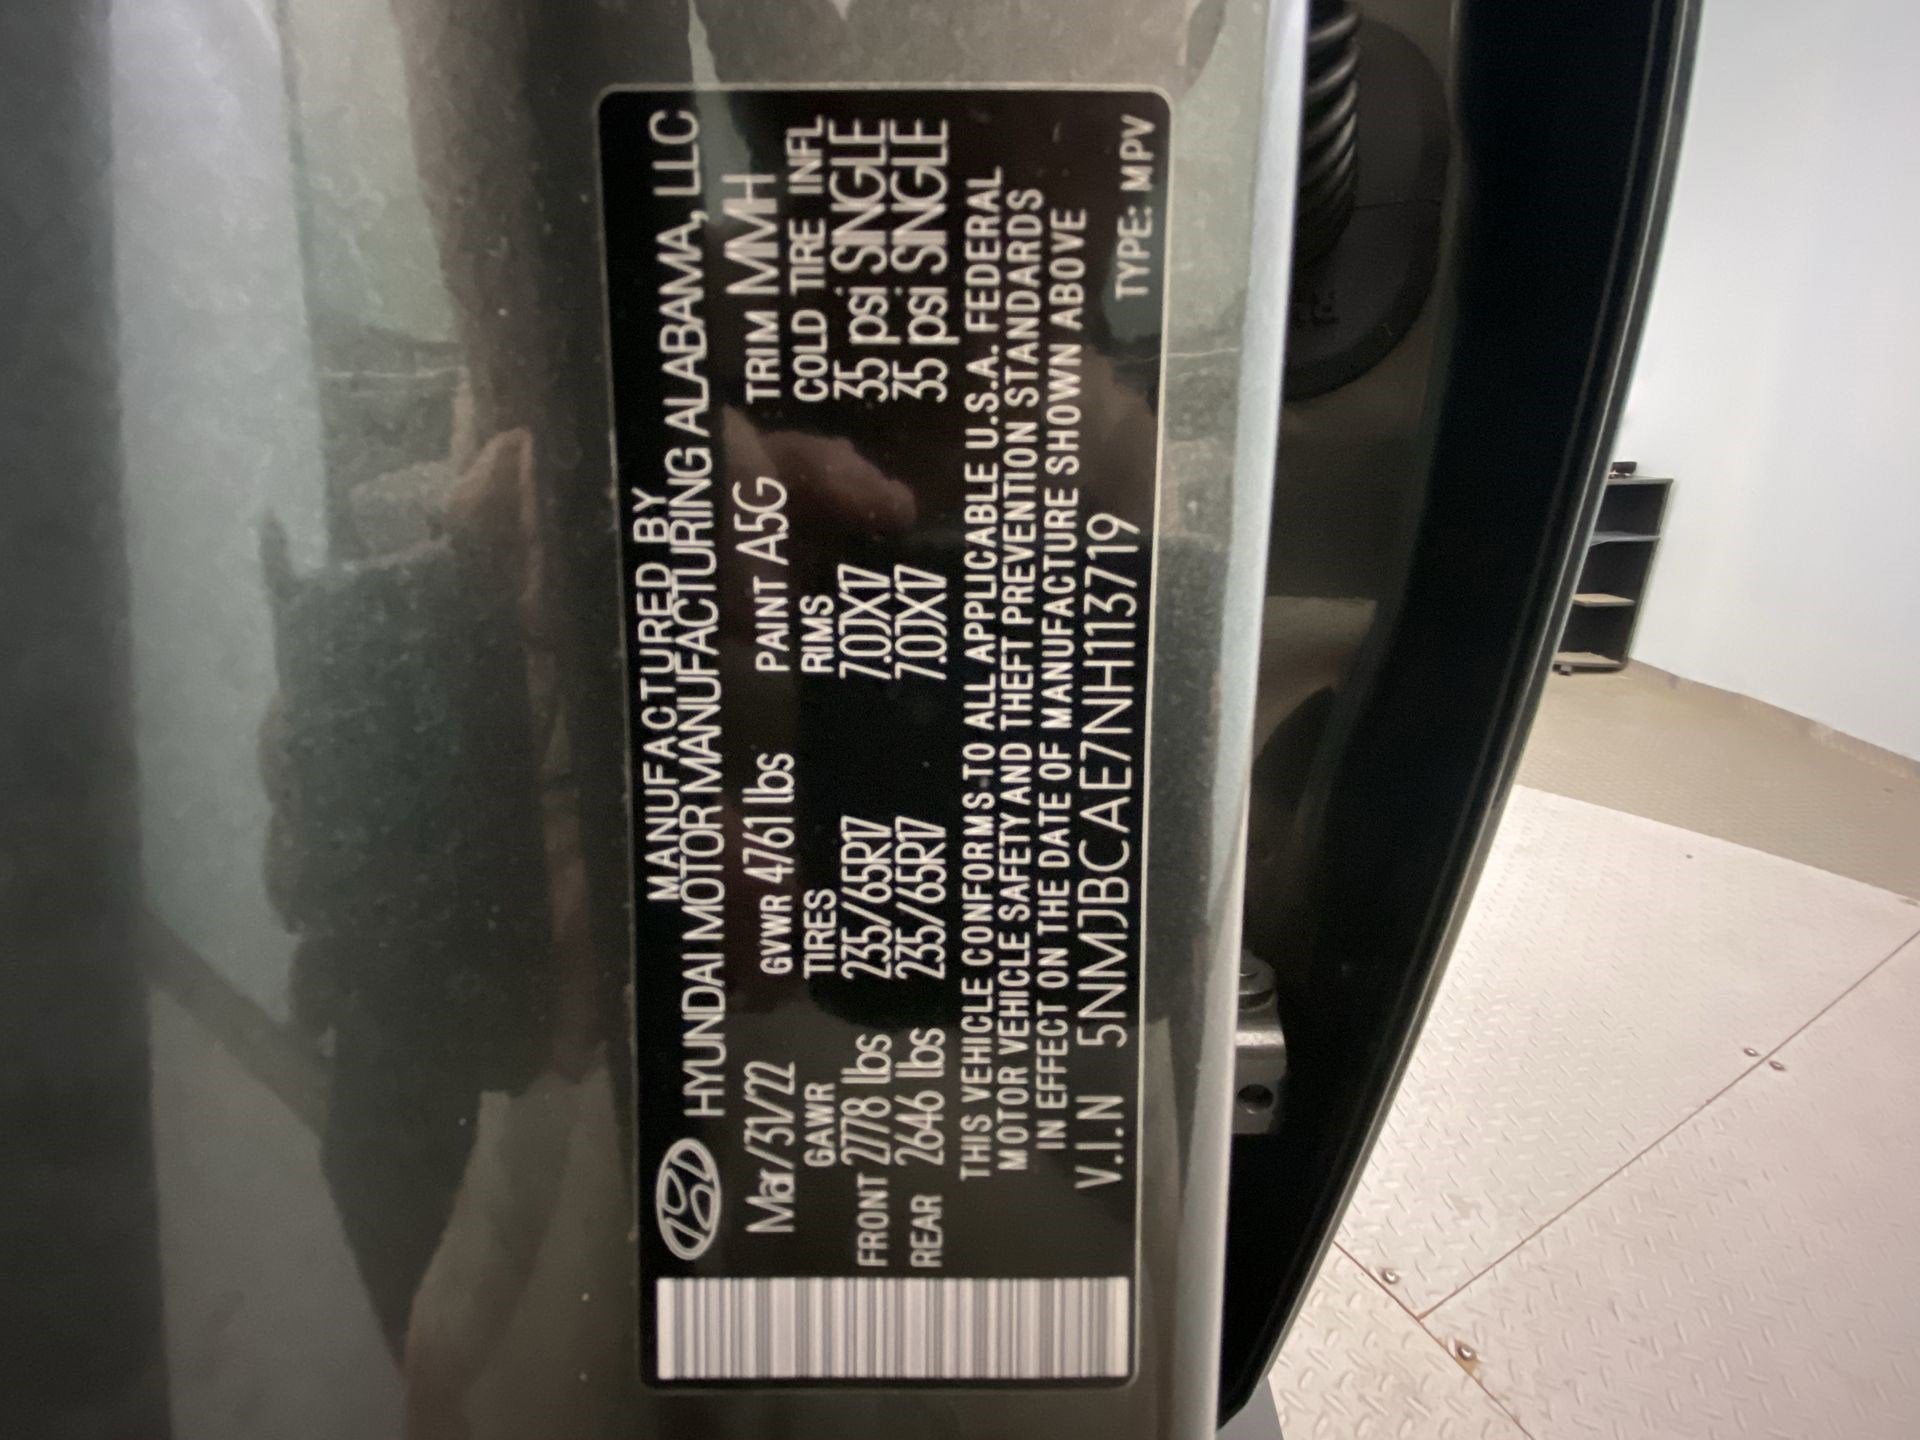 MANUFACTURED BY
HYUNDAI MOTOR MANUFACTURING ALABAMA, LLC
Mar/31/22 GVWR 4761 lbs PAINT A5G TRIM MMH
GAWR TIRES RIMS COLD TIRE INFL
FRONT 2778 lbs 235/65R17 7.0JX17 35 psi SINGLE
REAR 2646 lbs 235/65R17 7.0JX17 35 psi SINGLE
THIS VEHICLE CONFORMS TO ALL APPLICABLE U.S.A. FEDERAL
MOTOR VEHICLE SAFETY AND THEFT PREVENTION STANDARDS
IN EFFECT ON THE DATE OF MANUFACTURE SHOWN ABOVE
V.I.N 5NMJBCAE7NH113719 TYPE: MPV